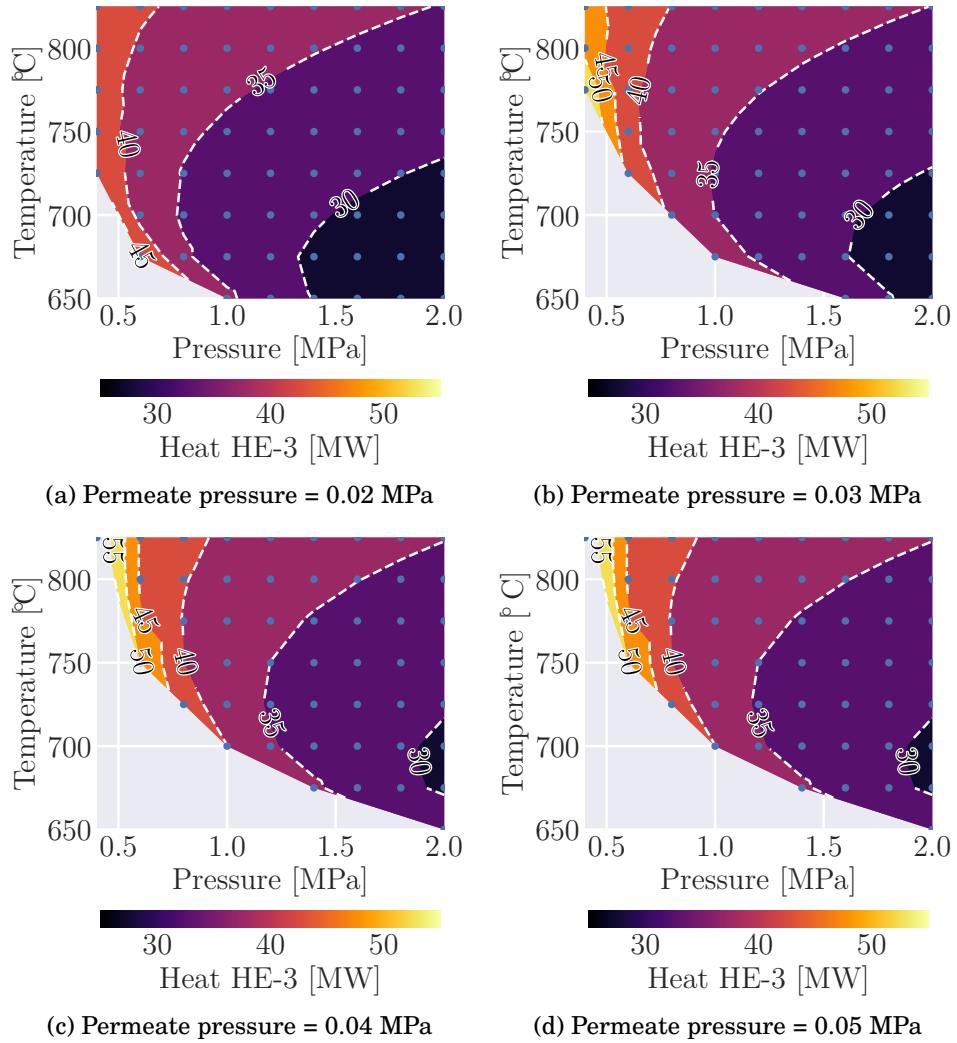 800
750
700
650
Temperature [°C]
35
40
30
45
0.5 1.0 1.5 2.0
Pressure [MPa]
30 40 50
Heat HE-3 [MW]
(a) Permeate pressure = 0.02 MPa
800
750
700
650
Temperature [°C]
45
50
40
35
30
0.5 1.0 1.5 2.0
Pressure [MPa]
30 40 50
Heat HE-3 [MW]
(b) Permeate pressure = 0.03 MPa
800
750
700
650
Temperature [°C]
55
45
50
40
35
30
0.5 1.0 1.5 2.0
Pressure [MPa]
30 40 50
Heat HE-3 [MW]
(c) Permeate pressure = 0.04 MPa
800
750
700
650
Temperature [° C]
55
45
50
40
35
30
0.5 1.0 1.5 2.0
Pressure [MPa]
30 40 50
Heat HE-3 [MW]
(d) Permeate pressure = 0.05 MPa